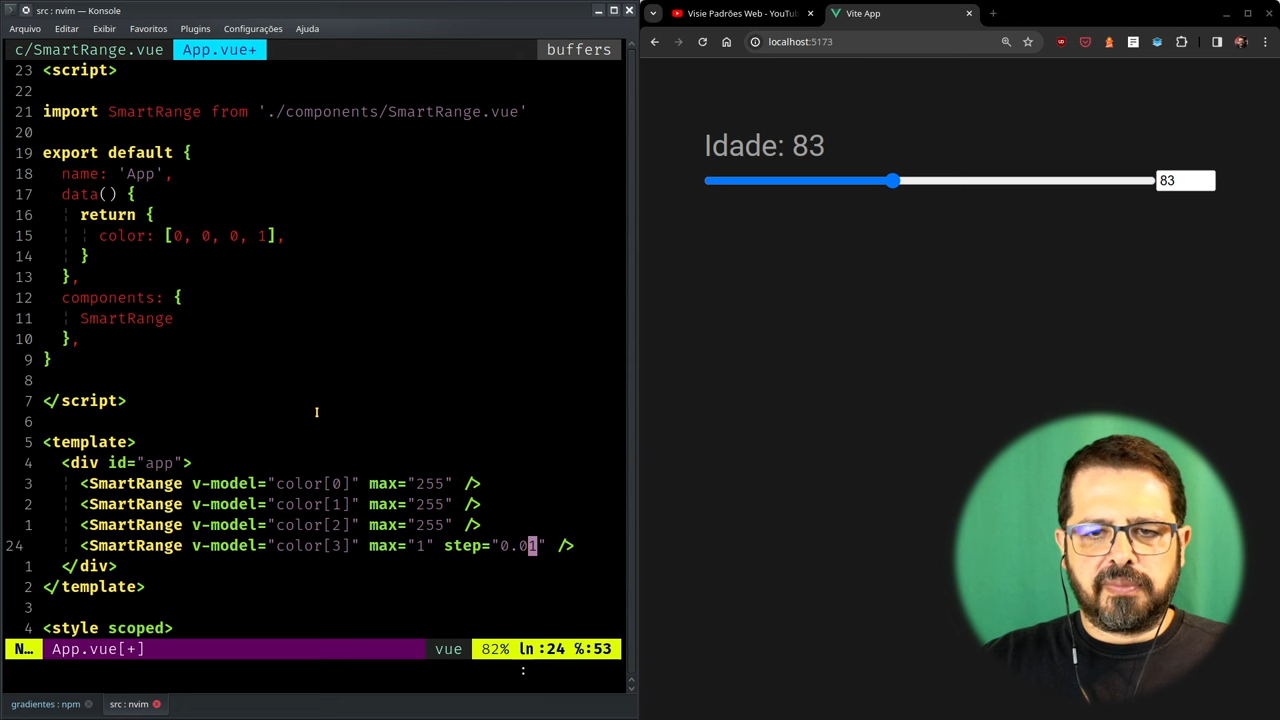 src : nvim — Konsole
Arquivo Editar Exibir Favoritos Plugins Configurações Ajuda
c/SmartRange.vue App.vue+ buffers
23 <script>
22
21 import SmartRange from './components/SmartRange.vue'
20
19 export default {
18 name: 'App',
17 data() {
16 return {
15 color: [0, 0, 0, 1],
14 }
13 },
12 components: {
11 SmartRange
10 },
9 }
8
7 </script>
6
5 <template>
4 <div id="app">
3 <SmartRange v-model="color[0]" max="255" />
2 <SmartRange v-model="color[1]" max="255" />
1 <SmartRange v-model="color[2]" max="255" />
24 <SmartRange v-model="color[3]" max="1" step="0.01" />
1 </div>
2 </template>
3
4 <style scoped>
N… App.vue[+] vue 82% ln:24 %:53
:
gradientes : npm src : nvim
Visie Padrões Web - YouTu Vite App
localhost:5173
Idade: 83
83